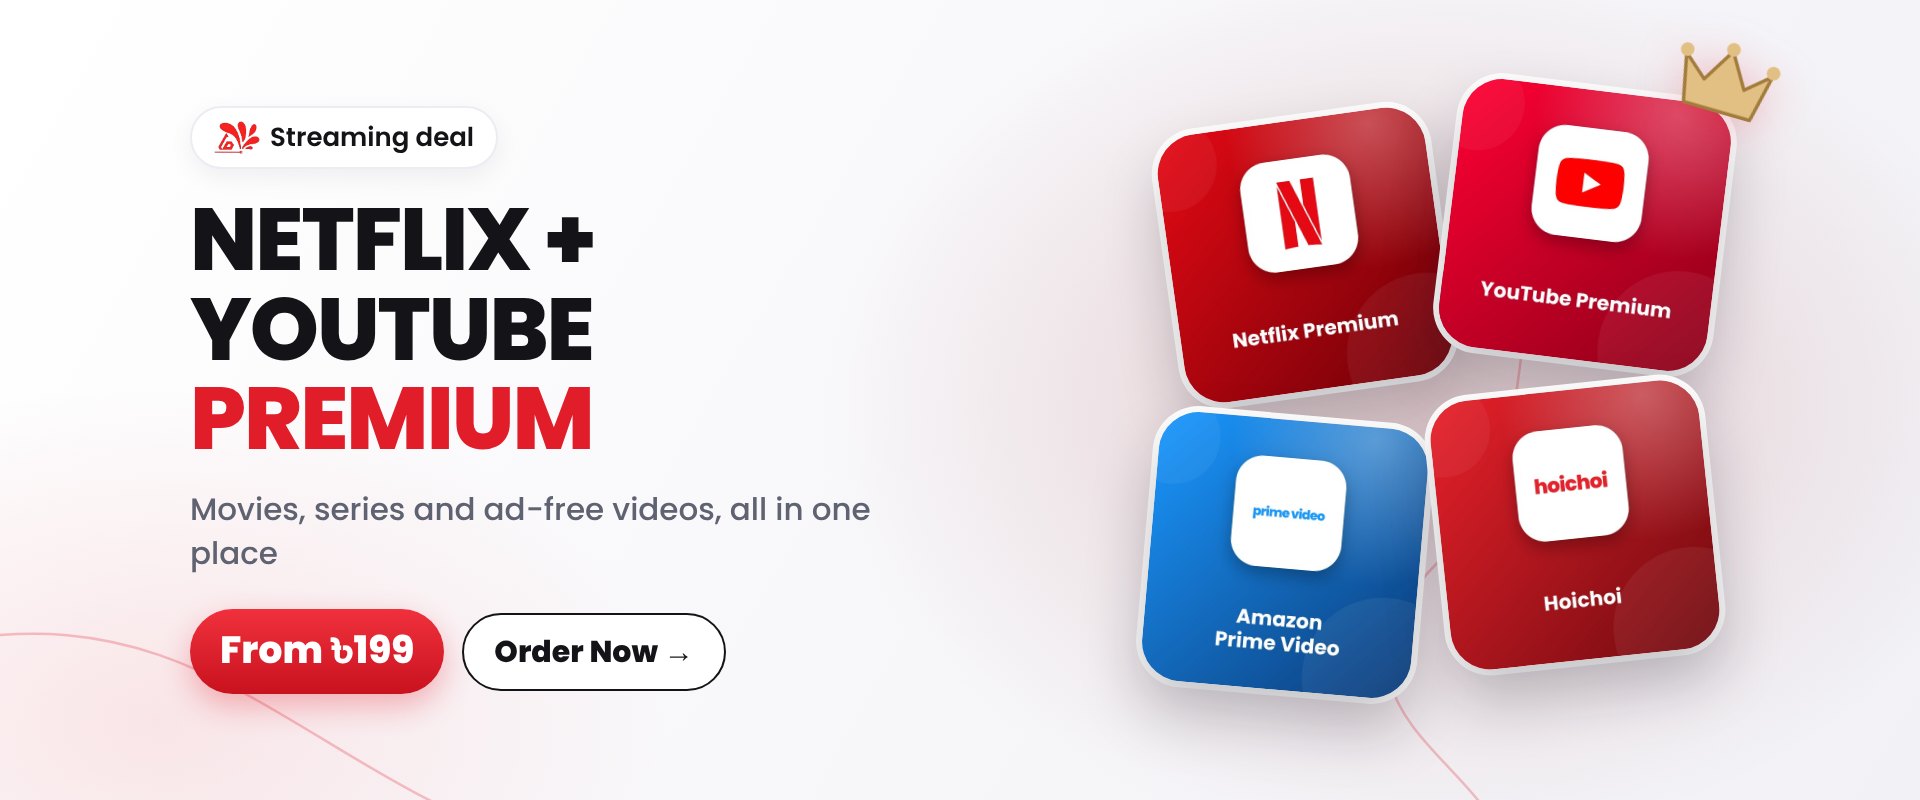 Streaming deal
NETFLIX +
YOUTUBE
PREMIUM
Movies, series and ad-free videos, all in one
place
From ৳199
Order Now →
N
Netflix Premium
YouTube Premium
prime video
Amazon
Prime Video
hoichoi
Hoichoi